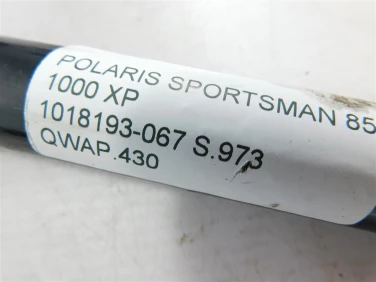 POLARIS SPORTSMAN 85
1000 XP
1018193-067 S.973
QWAP.430